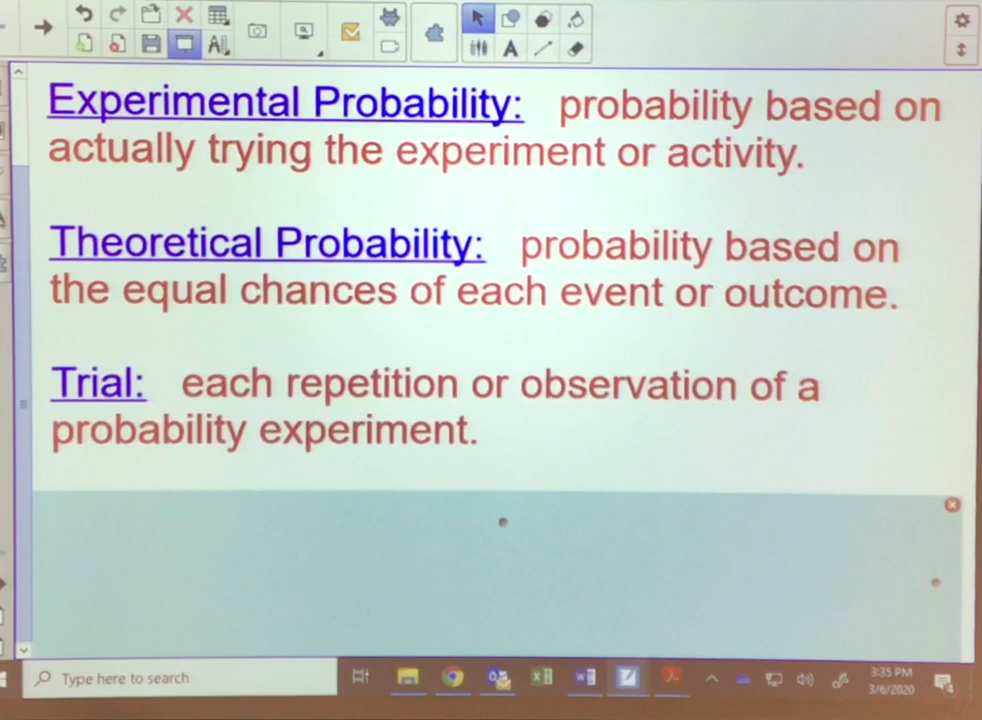 Experimental Probability: probability based on
actually trying the experiment or activity.
Theoretical Probability: probability based on
the equal chances of each event or outcome.
Trial: each repetition or observation of a
probability experiment.
Type here to search
3:35 PM
3/6/2020
4